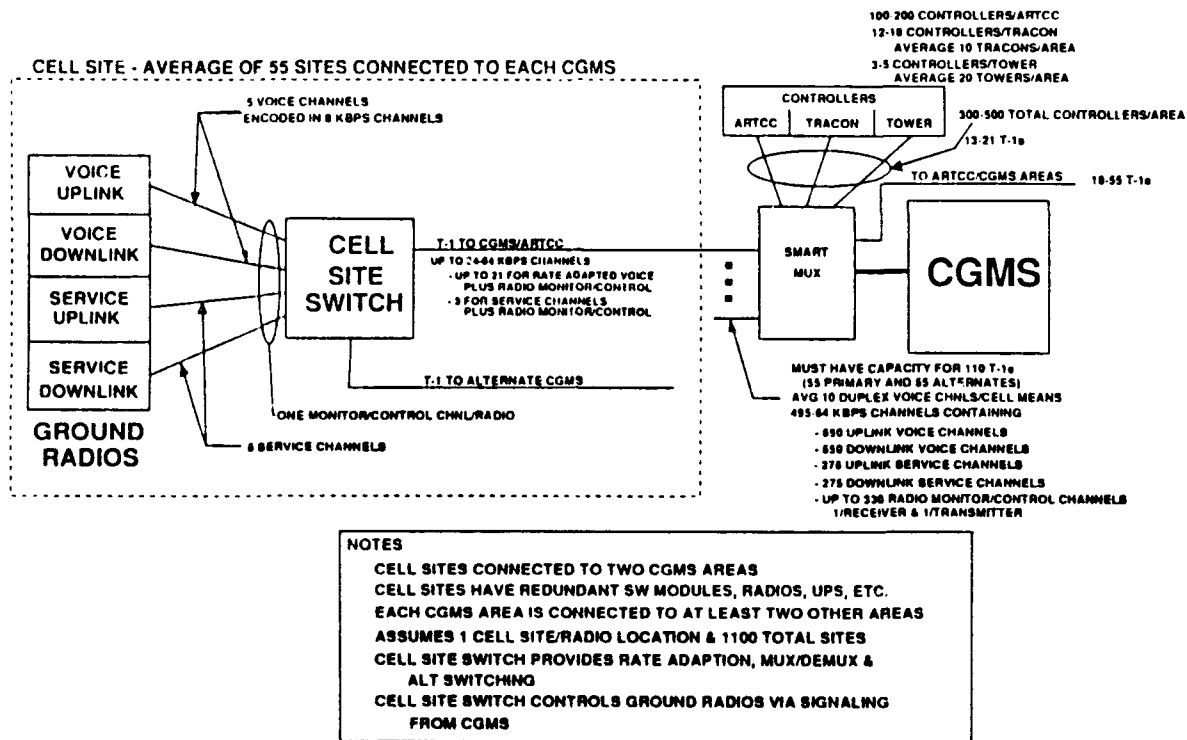 100-200 CONTROLLERS/ARTCC
12-18 CONTROLLERS/TRACON
AVERAGE 10 TRACONS/AREA
3-5 CONTROLLERS/TOWER
AVERAGE 20 TOWERS/AREA
CELL SITE - AVERAGE OF 55 SITES CONNECTED TO EACH CGMS
5 VOICE CHANNELS
ENCODED IN 8 KBPS CHANNELS
CONTROLLERS
ARTCC
TRACON
TOWER
300-500 TOTAL CONTROLLERS/AREA
13-21 T-1s
TO ARTCC/CGMS AREAS
18-55 T-1s
VOICE
UPLINK
VOICE
DOWNLINK
SERVICE
UPLINK
SERVICE
DOWNLINK
GROUND
RADIOS
CELL
SITE
SWITCH
T-1 TO CGMS/ARTCC
UP TO 24-64 KBPS CHANNELS
- UP TO 21 FOR RATE ADAPTED VOICE
PLUS RADIO MONITOR/CONTROL
- 3 FOR SERVICE CHANNELS
PLUS RADIO MONITOR/CONTROL
SMART
MUX
CGMS
T-1 TO ALTERNATE CGMS
ONE MONITOR/CONTROL CHNL/RADIO
5 SERVICE CHANNELS
MUST HAVE CAPACITY FOR 110 T-1s
(55 PRIMARY AND 55 ALTERNATES)
AVG 10 DUPLEX VOICE CHNLS/CELL MEANS
495-64 KBPS CHANNELS CONTAINING
- 550 UPLINK VOICE CHANNELS
- 550 DOWNLINK VOICE CHANNELS
- 275 UPLINK SERVICE CHANNELS
- 275 DOWNLINK SERVICE CHANNELS
- UP TO 330 RADIO MONITOR/CONTROL CHANNELS
1/RECEIVER & 1/TRANSMITTER
NOTES
CELL SITES CONNECTED TO TWO CGMS AREAS
CELL SITES HAVE REDUNDANT SW MODULES, RADIOS, UPS, ETC.
EACH CGMS AREA IS CONNECTED TO AT LEAST TWO OTHER AREAS
ASSUMES 1 CELL SITE/RADIO LOCATION & 1100 TOTAL SITES
CELL SITE SWITCH PROVIDES RATE ADAPTION, MUX/DEMUX &
ALT SWITCHING
CELL SITE SWITCH CONTROLS GROUND RADIOS VIA SIGNALING
FROM CGMS